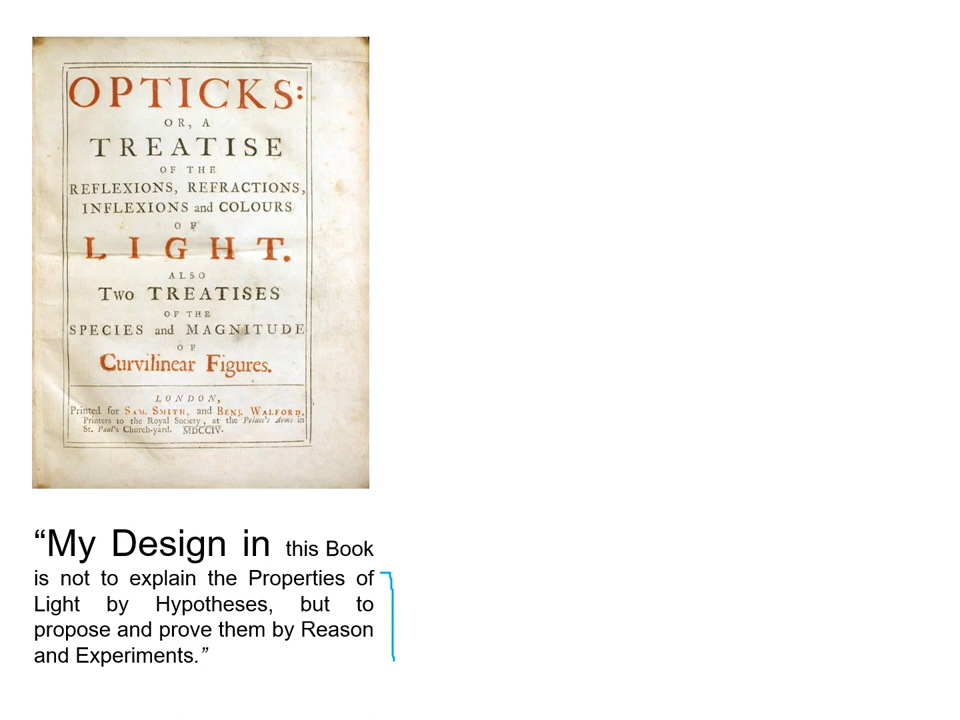 OPTICKS:
OR, A
TREATISE
OF THE
REFLEXIONS, REFRACTIONS,
INFLEXIONS and COLOURS
OF
LIGHT.
ALSO
Two TREATISES
OF THE
SPECIES and MAGNITUDE
OF
Curvilinear Figures.
LONDON,
Printed for SAM. SMITH, and BENJ. WALFORD,
Printers to the Royal Society, at the Prince's Arms in
St. Paul's Church-yard. MDCCIV.
“My Design in this Book
is not to explain the Properties of
Light by Hypotheses, but to
propose and prove them by Reason
and Experiments.”